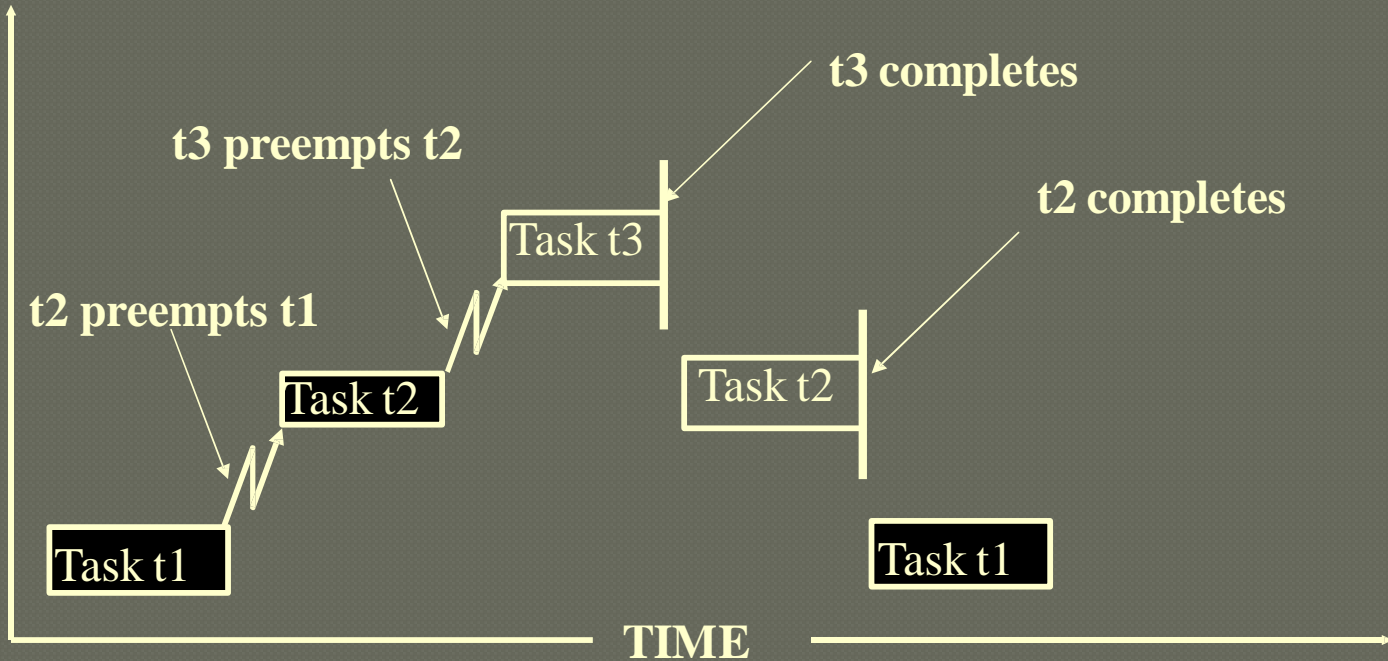 t3 completes
t3 preempts t2
t2 completes
Task t3
t2 preempts t1
Task t2
Task t2
Task t1
Task t1
TIME